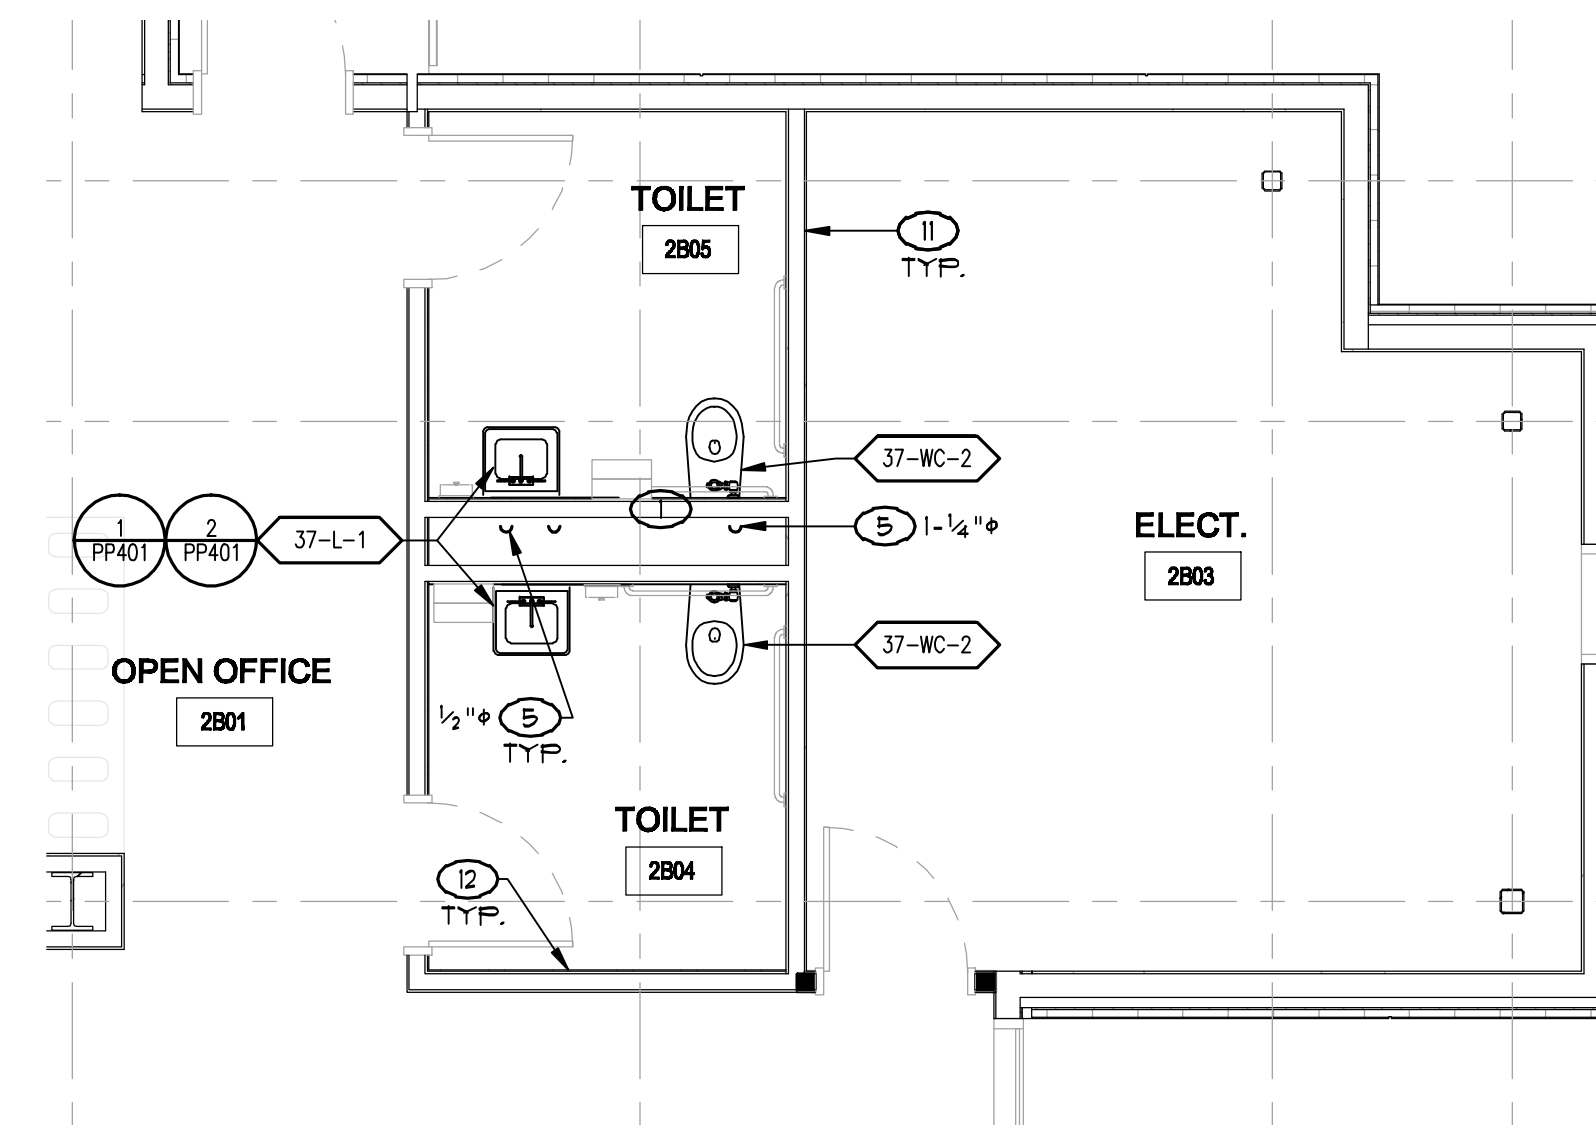 TOILET
2B05
11
TYP.
37-WC-2
1
1
PP401
2
PP401
37-L-1
5 1-1/4"ϕ
ELECT.
2B03
37-WC-2
OPEN OFFICE
2B01
1/2"ϕ 5
TYP.
TOILET
2B04
12
TYP.